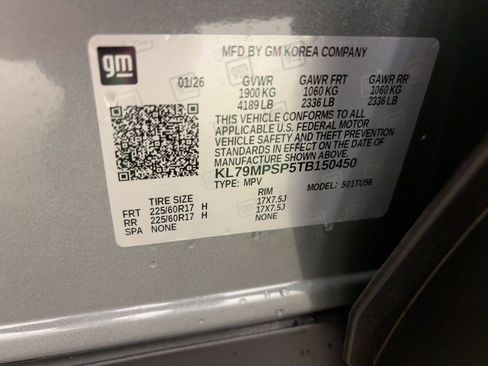 gm
MFD BY GM KOREA COMPANY
01/26 GVWR GAWR FRT GAWR RR
1900 KG 1060 KG 1060 KG
4189 LB 2336 LB 2336 LB
THIS VEHICLE CONFORMS TO ALL
APPLICABLE U.S. FEDERAL MOTOR
VEHICLE SAFETY AND THEFT PREVENTION
STANDARDS IN EFFECT ON THE DATE OF
MANUFACTURE SHOWN ABOVE.
KL79MPSP5TB150450
TYPE: MPV MODEL: 501TU56
TIRE SIZE RIM
FRT 225/60R17 H 17X7.5J
RR 225/60R17 H 17X7.5J
SPA NONE NONE